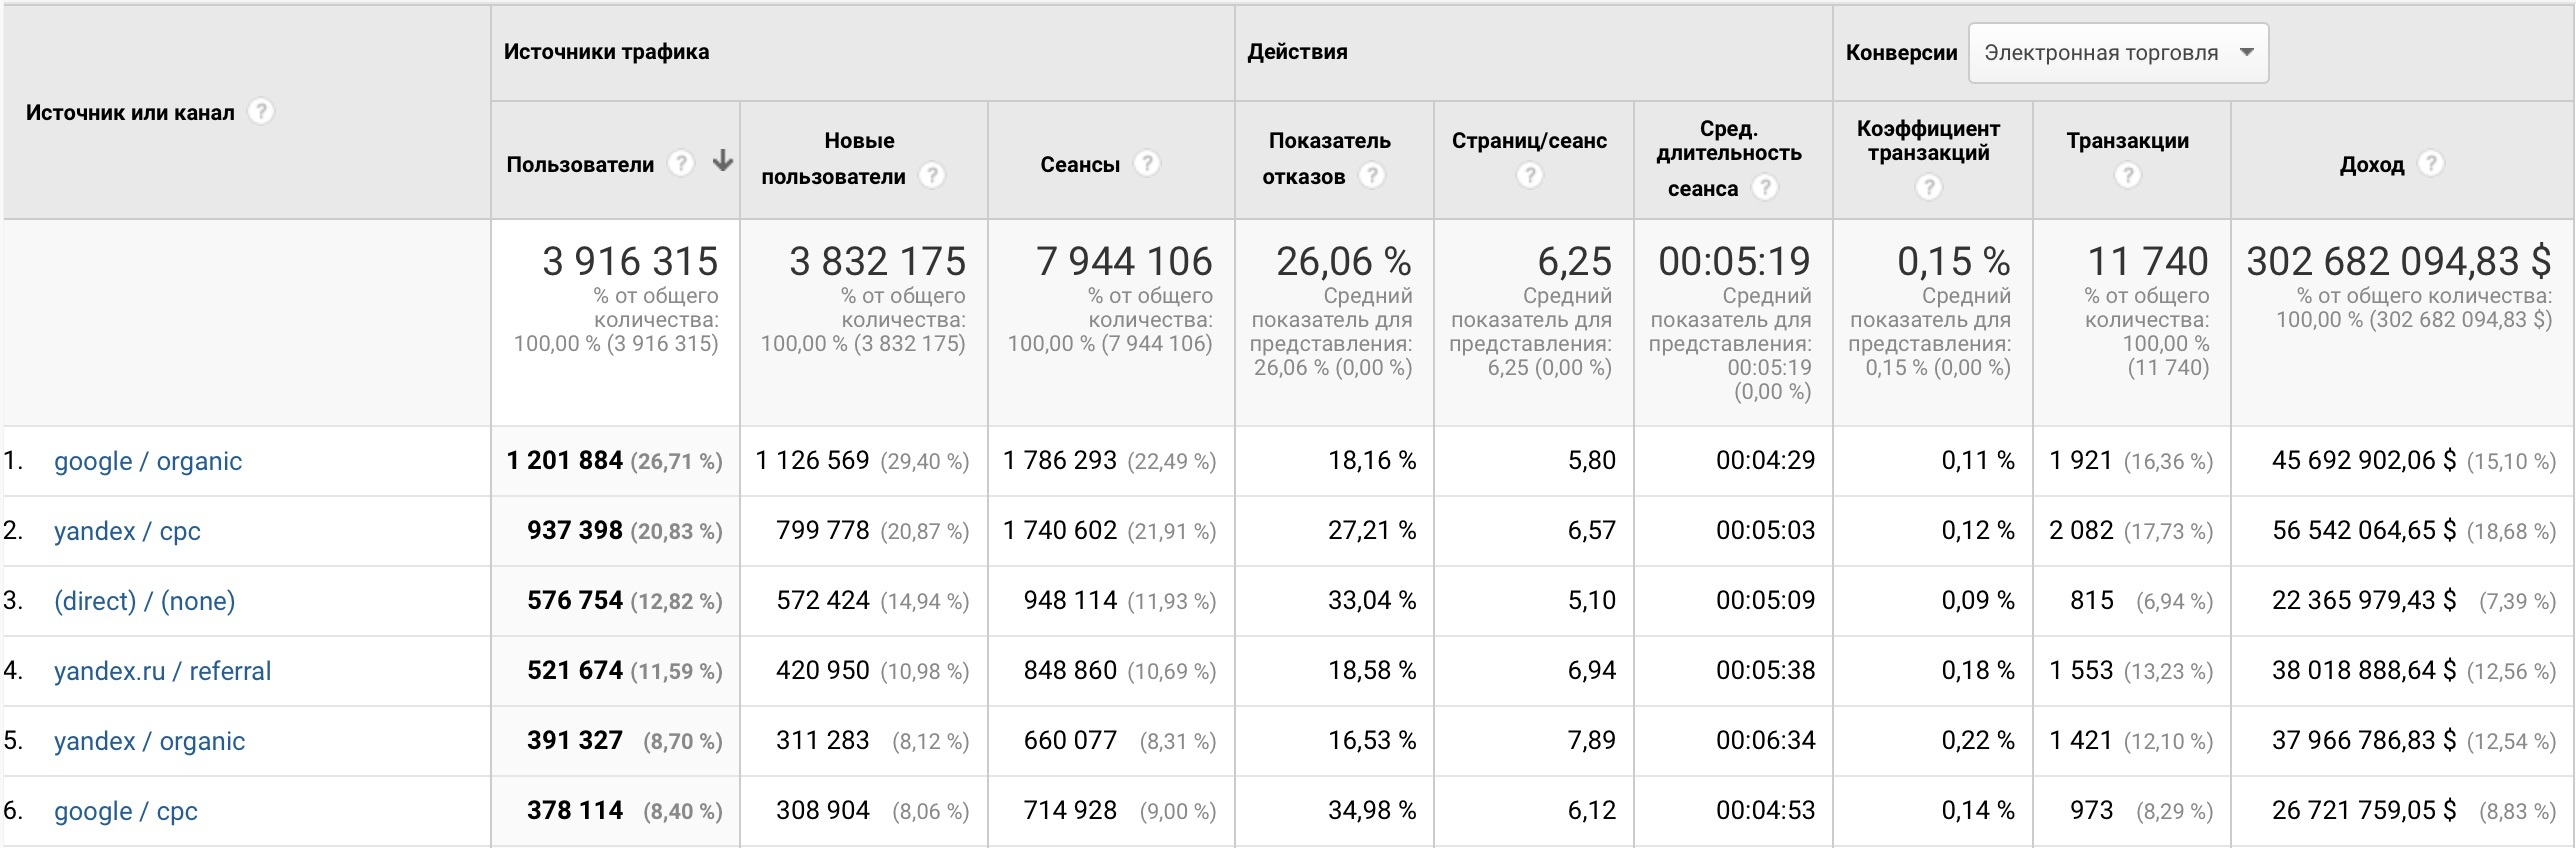 Источник или канал ?
Источники трафика
Действия
Конверсии Электронная торговля
Пользователи ?
Новые
пользователи ?
Сеансы ?
Показатель
отказов ?
Страниц/сеанс
?
Сред.
длительность
сеанса ?
Коэффициент
транзакций
?
Транзакции
?
Доход ?
3 916 315
% от общего
количества:
100,00 % (3 916 315)
3 832 175
% от общего
количества:
100,00 % (3 832 175)
7 944 106
% от общего
количества:
100,00 % (7 944 106)
26,06 %
Средний
показатель для
представления:
26,06 % (0,00 %)
6,25
Средний
показатель для
представления:
6,25 (0,00 %)
00:05:19
Средний
показатель для
представления:
00:05:19
(0,00 %)
0,15 %
Средний
показатель для
представления:
0,15 % (0,00 %)
11 740
% от общего
количества:
100,00 %
(11 740)
302 682 094,83 $
% от общего количества:
100,00 % (302 682 094,83 $)
1. google / organic 1 201 884 (26,71 %) 1 126 569 (29,40 %) 1 786 293 (22,49 %) 18,16 % 5,80 00:04:29 0,11 % 1 921 (16,36 %) 45 692 902,06 $ (15,10 %)
2. yandex / cpc 937 398 (20,83 %) 799 778 (20,87 %) 1 740 602 (21,91 %) 27,21 % 6,57 00:05:03 0,12 % 2 082 (17,73 %) 56 542 064,65 $ (18,68 %)
3. (direct) / (none) 576 754 (12,82 %) 572 424 (14,94 %) 948 114 (11,93 %) 33,04 % 5,10 00:05:09 0,09 % 815 (6,94 %) 22 365 979,43 $ (7,39 %)
4. yandex.ru / referral 521 674 (11,59 %) 420 950 (10,98 %) 848 860 (10,69 %) 18,58 % 6,94 00:05:38 0,18 % 1 553 (13,23 %) 38 018 888,64 $ (12,56 %)
5. yandex / organic 391 327 (8,70 %) 311 283 (8,12 %) 660 077 (8,31 %) 16,53 % 7,89 00:06:34 0,22 % 1 421 (12,10 %) 37 966 786,83 $ (12,54 %)
6. google / cpc 378 114 (8,40 %) 308 904 (8,06 %) 714 928 (9,00 %) 34,98 % 6,12 00:04:53 0,14 % 973 (8,29 %) 26 721 759,05 $ (8,83 %)